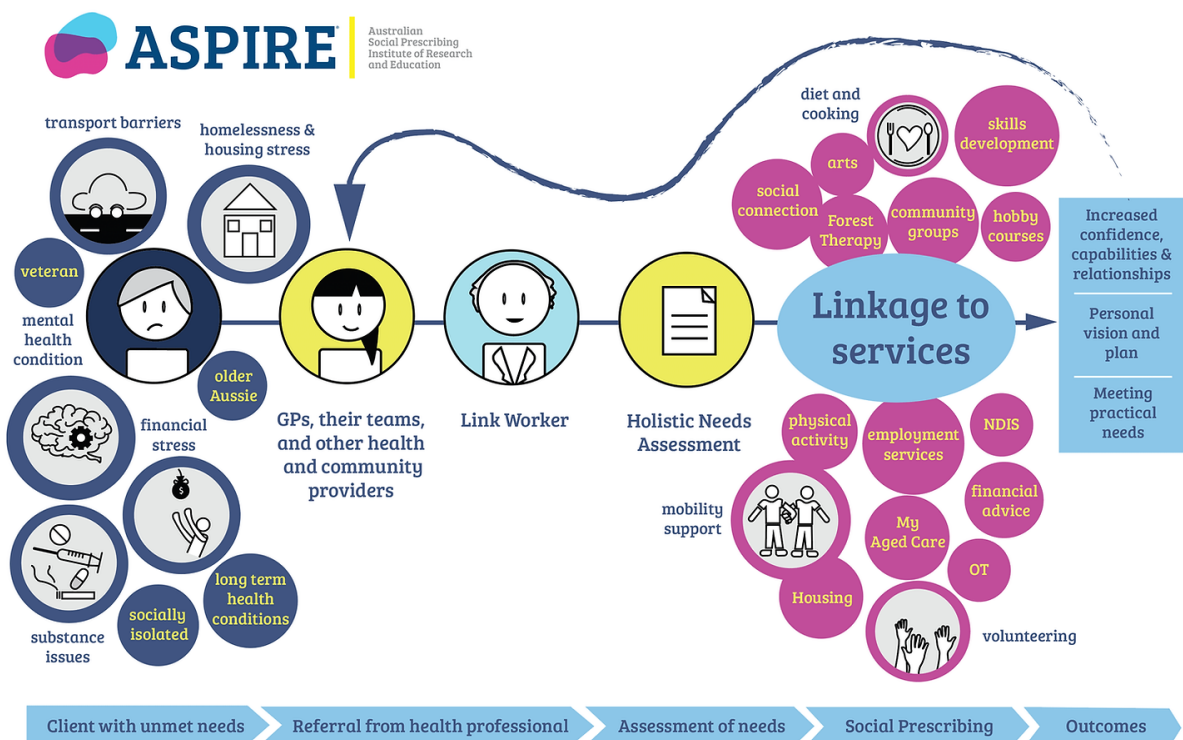 ASPIRE
Australian
Social Prescribing
Institute of Research
and Education
transport barriers
homelessness &
housing stress
veteran
mental
health
condition
older
Aussie
financial
stress
$
substance
issues
socially
isolated
long term
health
conditions
GPs, their teams,
and other health
and community
providers
Link Worker
Holistic Needs
Assessment
diet and
cooking
skills
development
arts
social
connection
Forest
Therapy
community
groups
hobby
courses
Linkage to
services
physical
activity
employment
services
NDIS
mobility
support
financial
advice
My
Aged Care
OT
Housing
volunteering
Increased
confidence,
capabilities &
relationships
Personal
vision and
plan
Meeting
practical
needs
Client with unmet needs
Referral from health professional
Assessment of needs
Social Prescribing
Outcomes